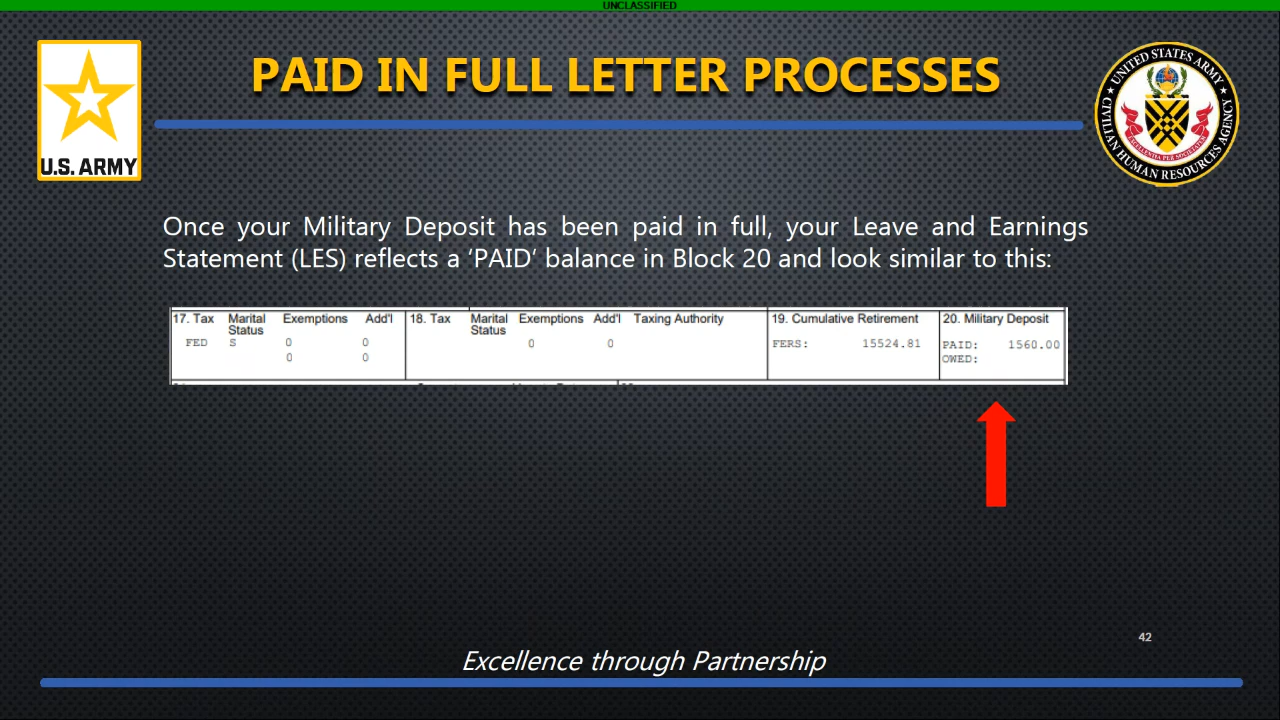 UNCLASSIFIED
PAID IN FULL LETTER PROCESSES
U.S. ARMY
UNITED STATES ARMY
CIVILIAN HUMAN RESOURCES AGENCY
Once your Military Deposit has been paid in full, your Leave and Earnings
Statement (LES) reflects a ‘PAID’ balance in Block 20 and look similar to this:
17. Tax Marital Exemptions Add'l 18. Tax Marital Exemptions Add'l Taxing Authority 19. Cumulative Retirement 20. Military Deposit
Status Status
FED S 0 0 0 0 FERS: 15524.81 PAID: 1560.00
0 0 OWED:
42
Excellence through Partnership